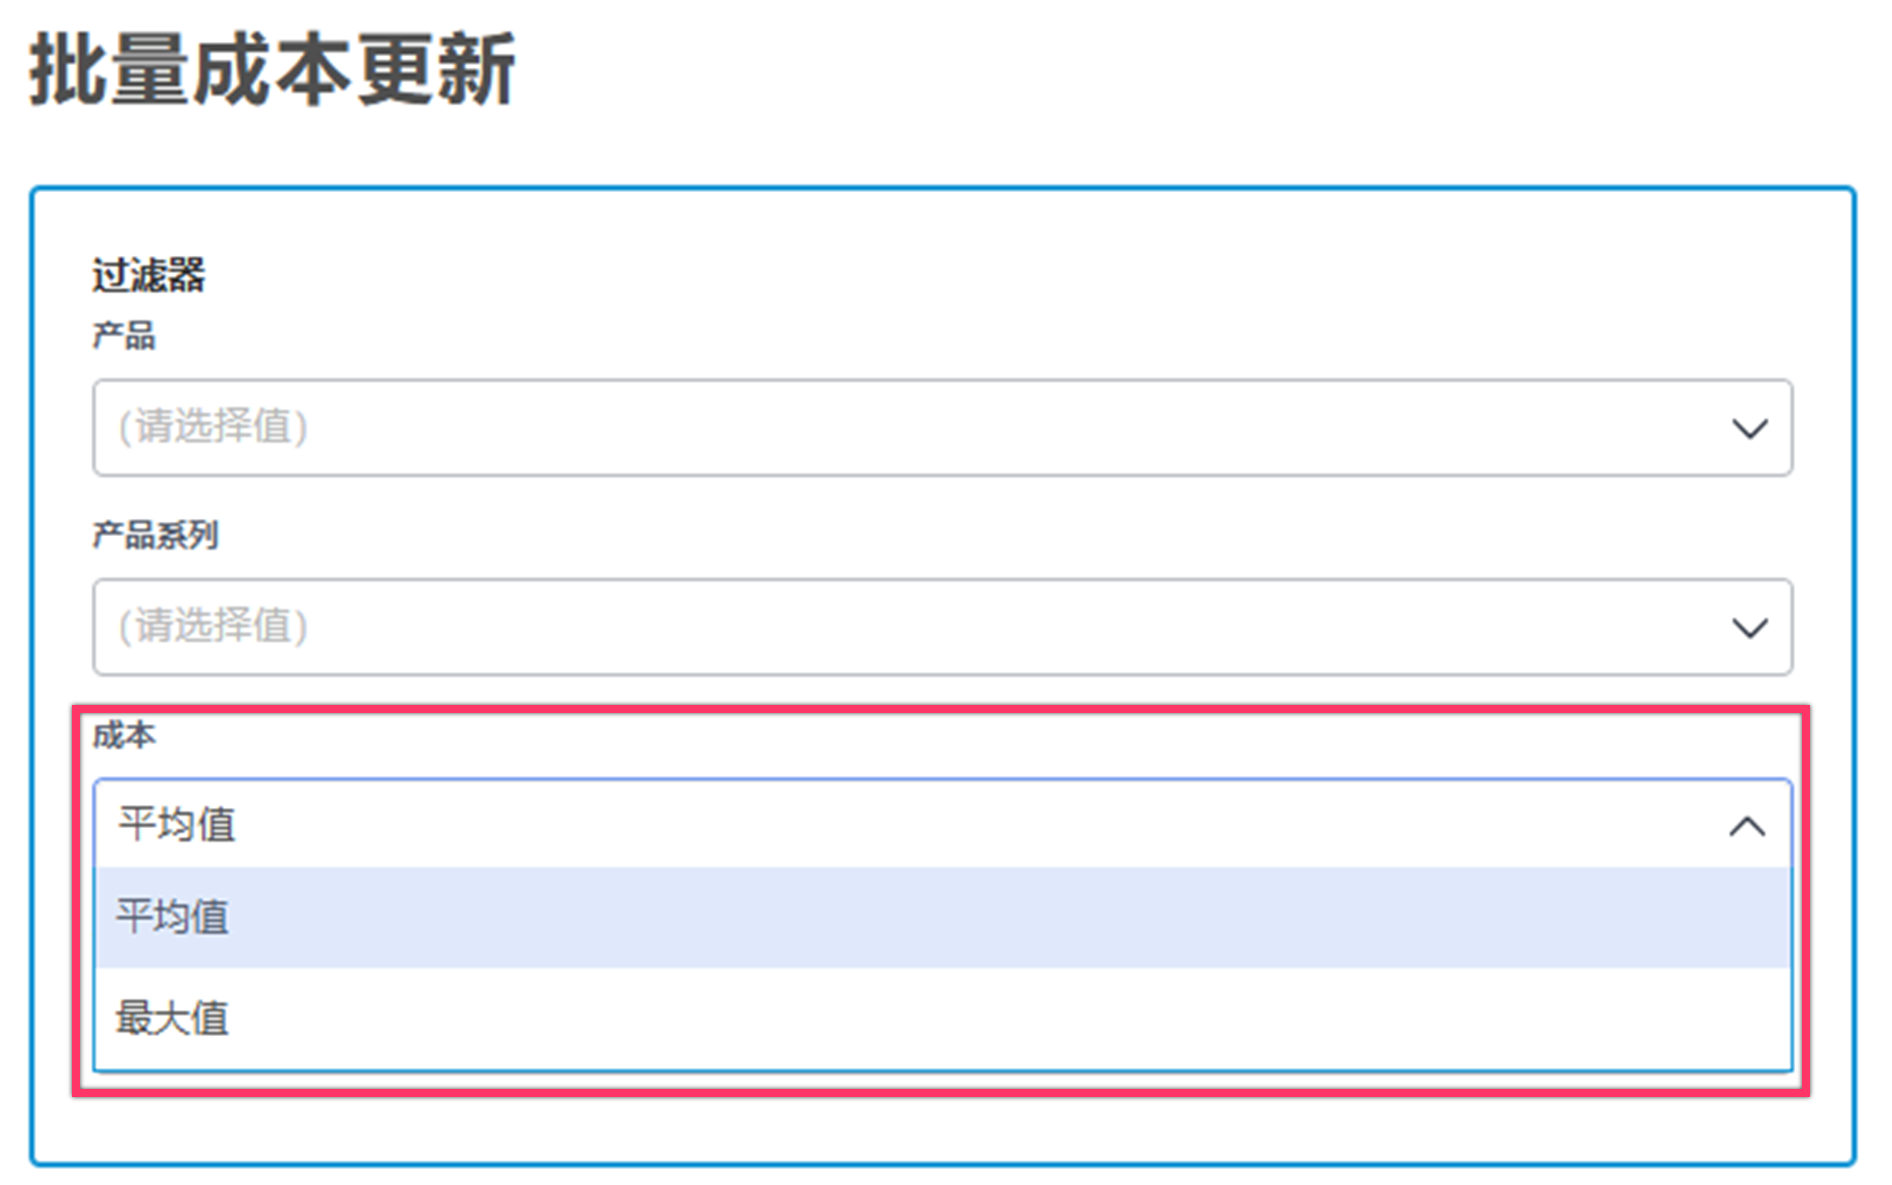 批量成本更新
过滤器
产品
(请选择值)
产品系列
(请选择值)
成本
平均值
平均值
最大值